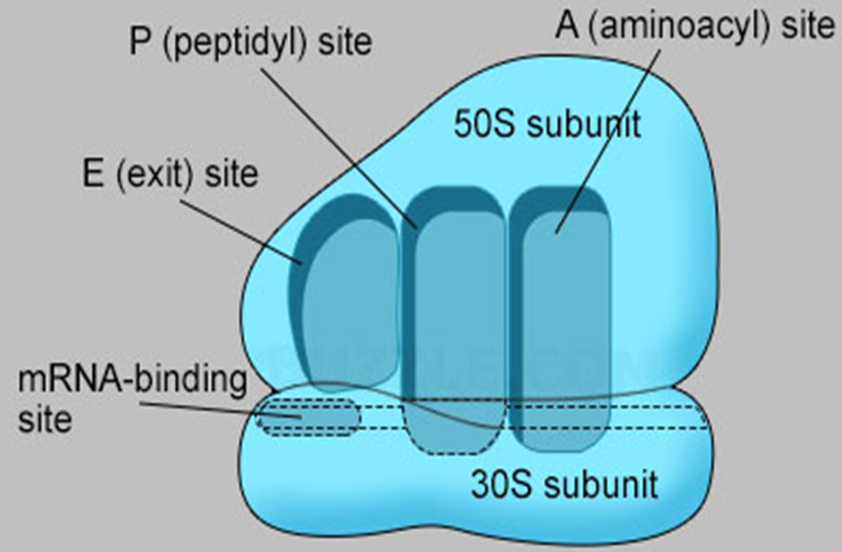 A (aminoacyl) site
P (peptidyl) site
50S subunit
E (exit) site
mRNA-binding
site
30S subunit